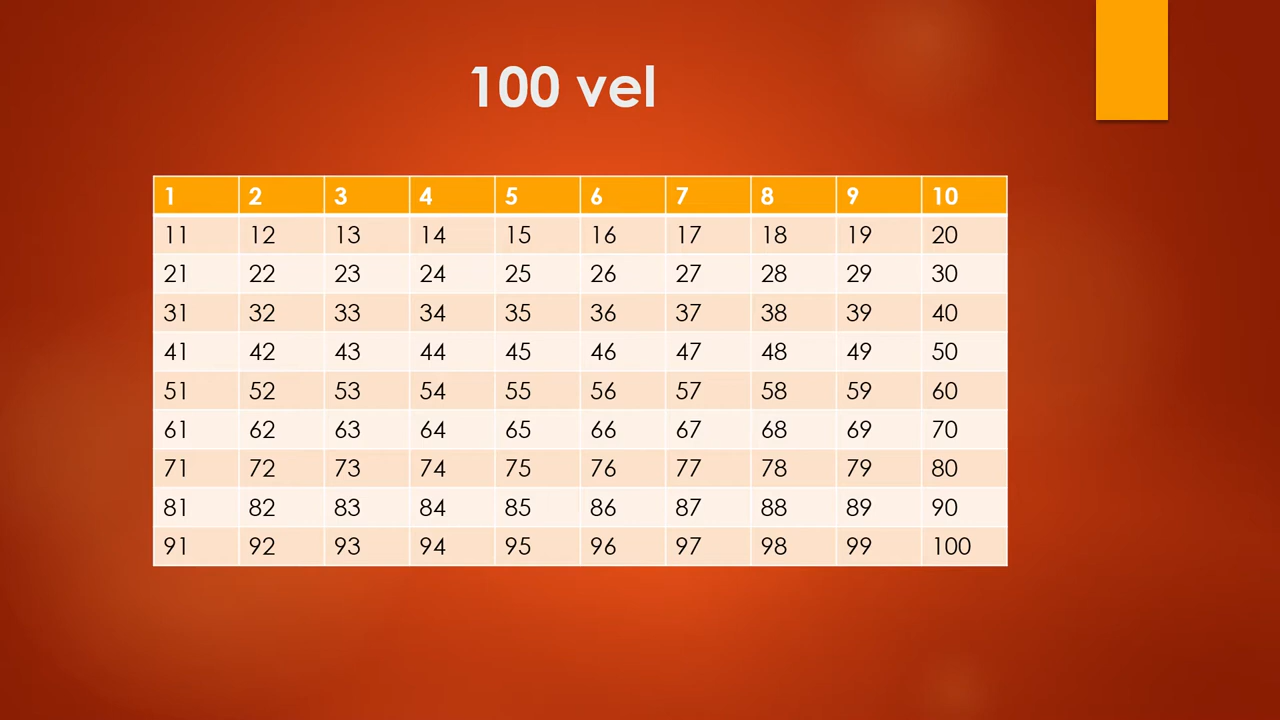 100 vel
1 2 3 4 5 6 7 8 9 10
11 12 13 14 15 16 17 18 19 20
21 22 23 24 25 26 27 28 29 30
31 32 33 34 35 36 37 38 39 40
41 42 43 44 45 46 47 48 49 50
51 52 53 54 55 56 57 58 59 60
61 62 63 64 65 66 67 68 69 70
71 72 73 74 75 76 77 78 79 80
81 82 83 84 85 86 87 88 89 90
91 92 93 94 95 96 97 98 99 100